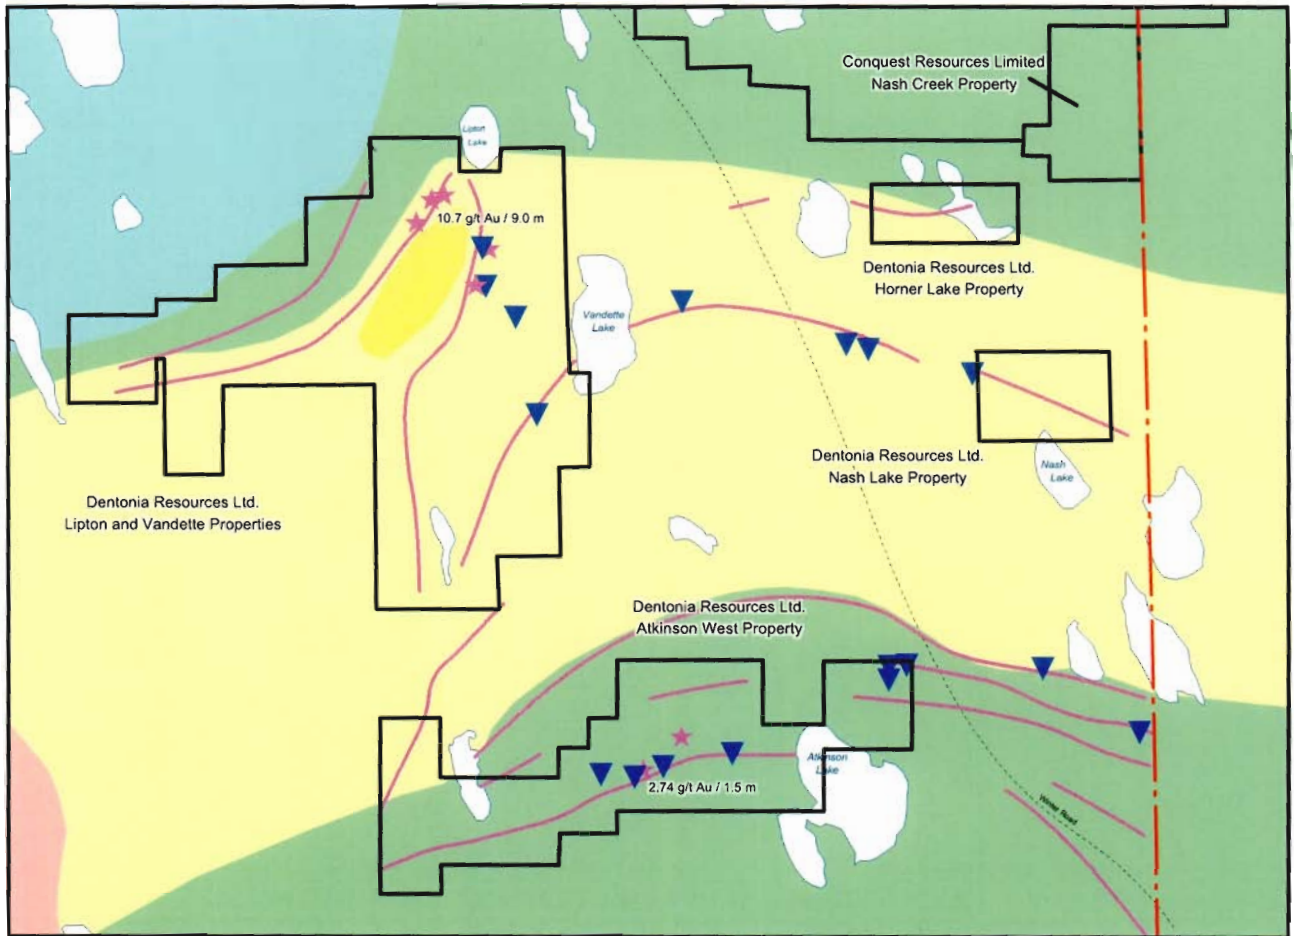 Conquest Resources Limited
Nash Creek Property
Lipton
Lake
10.7 g/t Au / 9.0 m
Dentonia Resources Ltd.
Horner Lake Property
Vandette
Lake
Dentonia Resources Ltd.
Nash Lake Property
Nash
Lake
Dentonia Resources Ltd.
Lipton and Vandette Properties
Dentonia Resources Ltd.
Atkinson West Property
Atkinson
Lake
2.74 g/t Au / 1.5 m
Winter Road